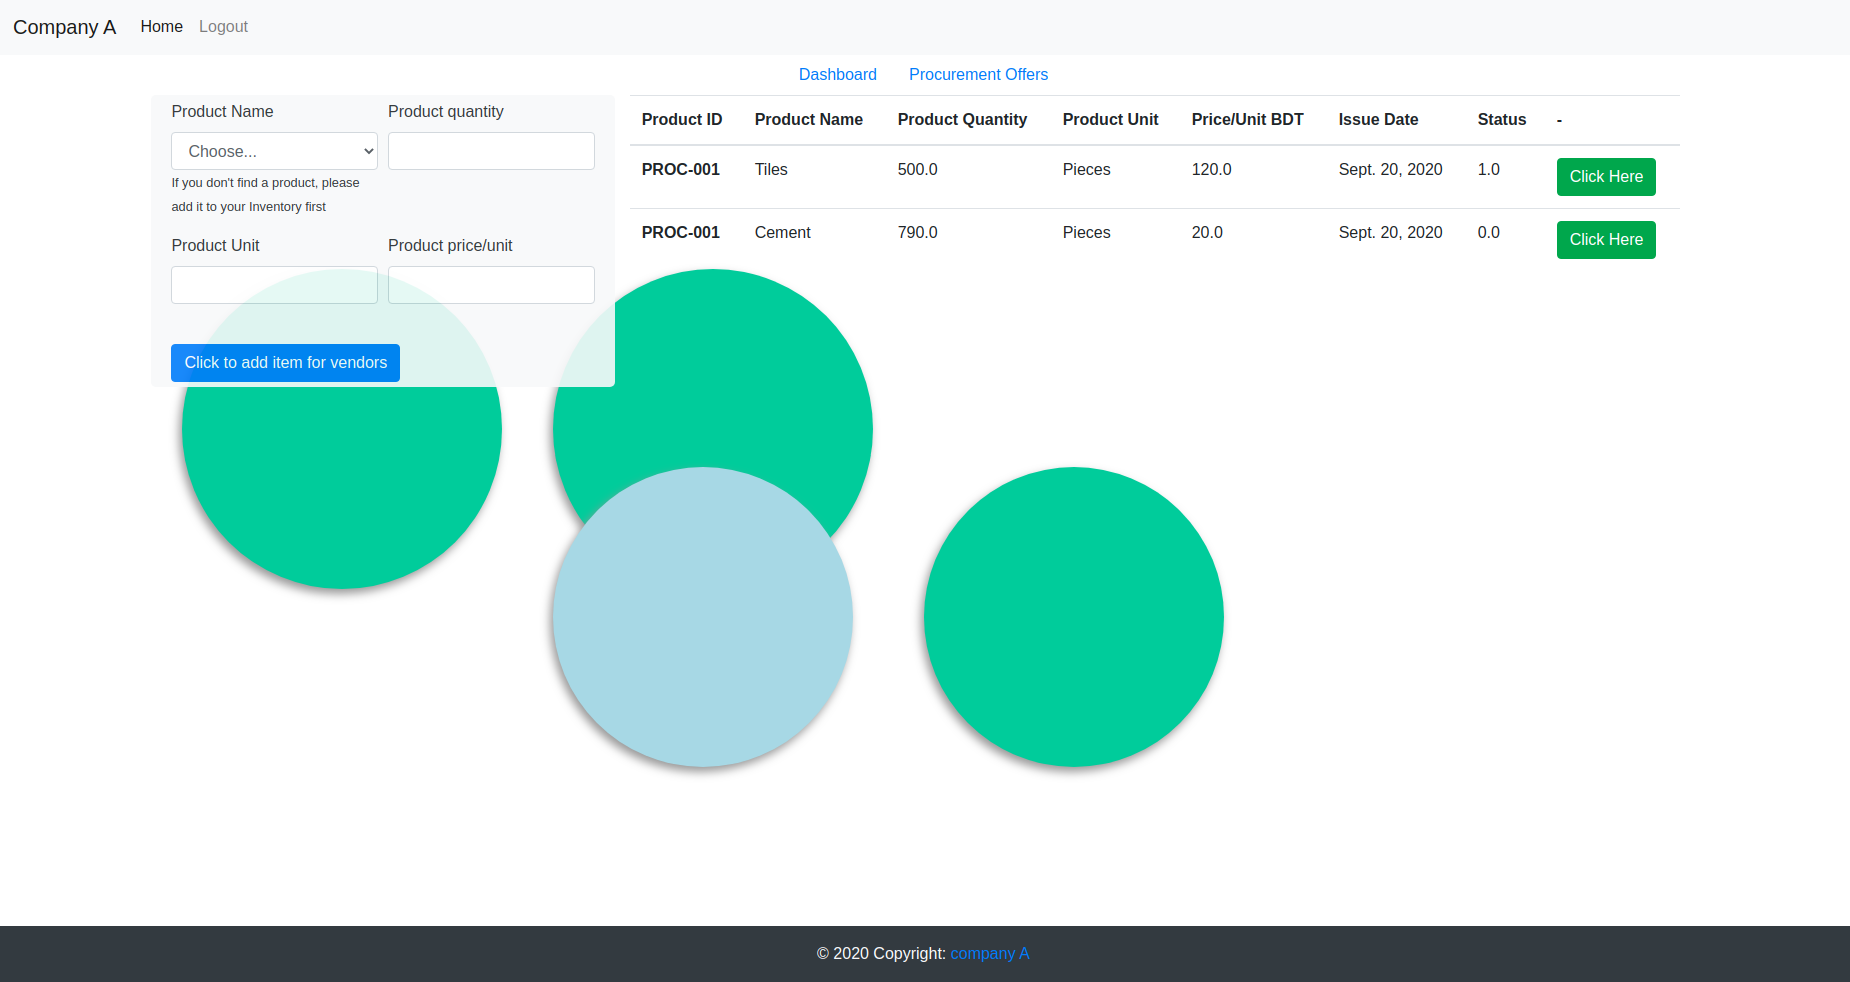 Company A Home Logout
Dashboard Procurement Offers
Product Name Product quantity
Choose...
If you don't find a product, please
add it to your Inventory first
Product Unit Product price/unit
Click to add item for vendors
Product ID Product Name Product Quantity Product Unit Price/Unit BDT Issue Date Status -
PROC-001 Tiles 500.0 Pieces 120.0 Sept. 20, 2020 1.0 Click Here
PROC-001 Cement 790.0 Pieces 20.0 Sept. 20, 2020 0.0 Click Here
© 2020 Copyright: company A